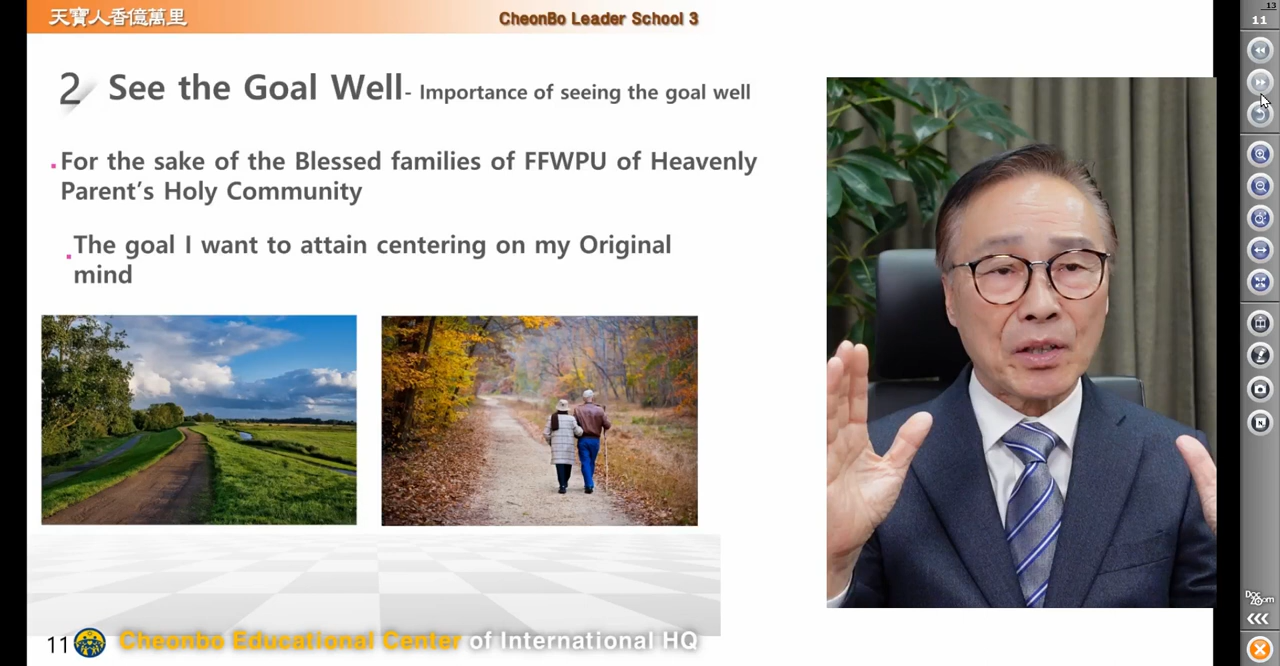 天寶人香億萬里
CheonBo Leader School 3
2 See the Goal Well- Importance of seeing the goal well
For the sake of the Blessed families of FFWPU of Heavenly
Parent's Holy Community
The goal I want to attain centering on my Original
mind
11 Cheonbo Educational Center of International HQ
13
11
DocZoom